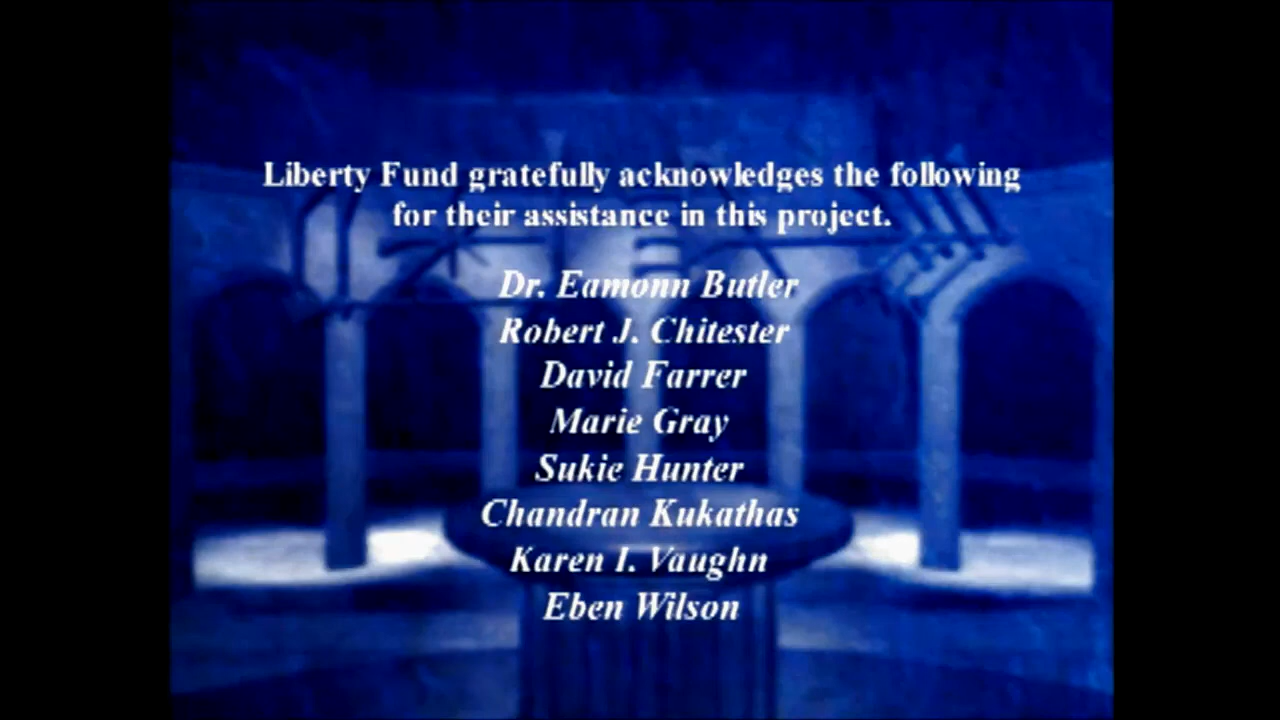 Liberty Fund gratefully acknowledges the following
for their assistance in this project.
Dr. Eamonn Butler
Robert J. Chitester
David Farrer
Marie Gray
Sukie Hunter
Chandran Kukathas
Karen I. Vaughn
Eben Wilson